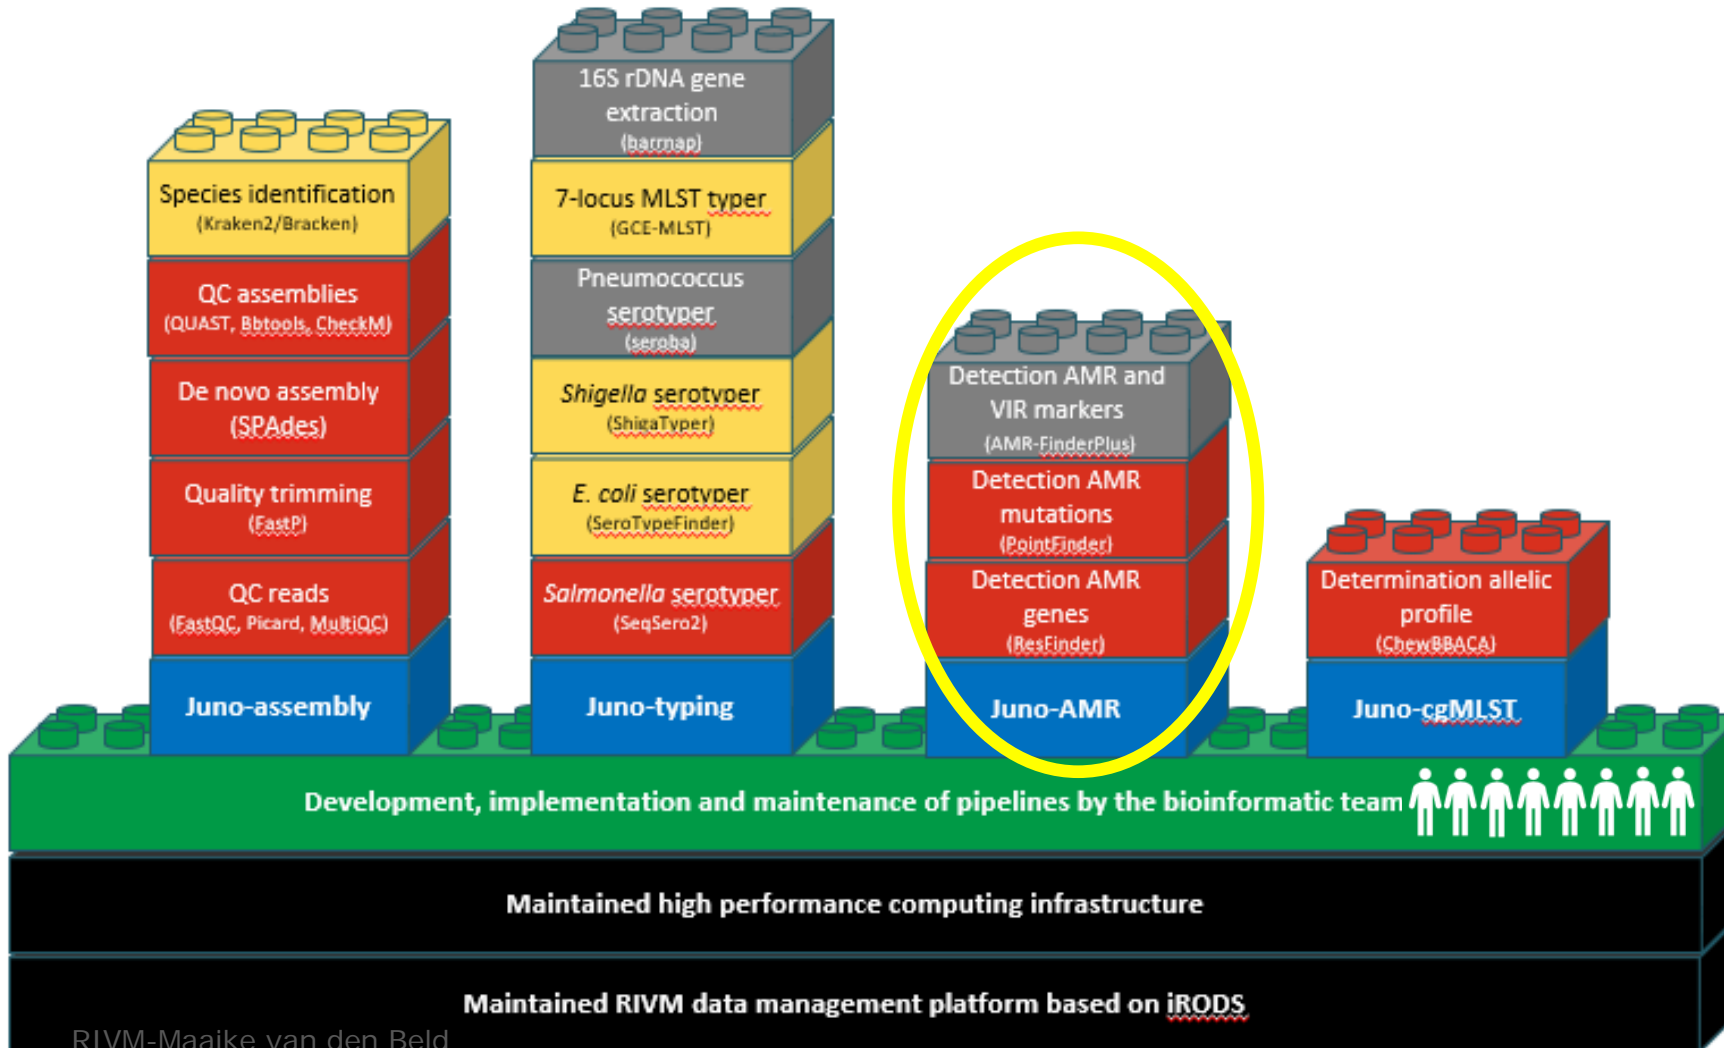 Species identification
(Kraken2/Bracken)
QC assemblies
(QUAST, Bbtools, CheckM)
De novo assembly
(SPAdes)
Quality trimming
(FastP)
QC reads
(FastQC, Picard, MultiQC)
Juno-assembly
16S rDNA gene
extraction
(barrnap)
7-locus MLST typer
(GCE-MLST)
Pneumococcus
serotyper
(seroba)
Shigella serotyper
(ShigaTyper)
E. coli serotyper
(SeroTypeFinder)
Salmonella serotyper
(SeqSero2)
Juno-typing
Detection AMR and
VIR markers
(AMR-FinderPlus)
Detection AMR
mutations
(PointFinder)
Detection AMR
genes
(ResFinder)
Juno-AMR
Determination allelic
profile
(ChewBBACA)
Juno-cgMLST
Development, implementation and maintenance of pipelines by the bioinformatic team
Maintained high performance computing infrastructure
Maintained RIVM data management platform based on iRODS
RIVM-Maaike van den Beld